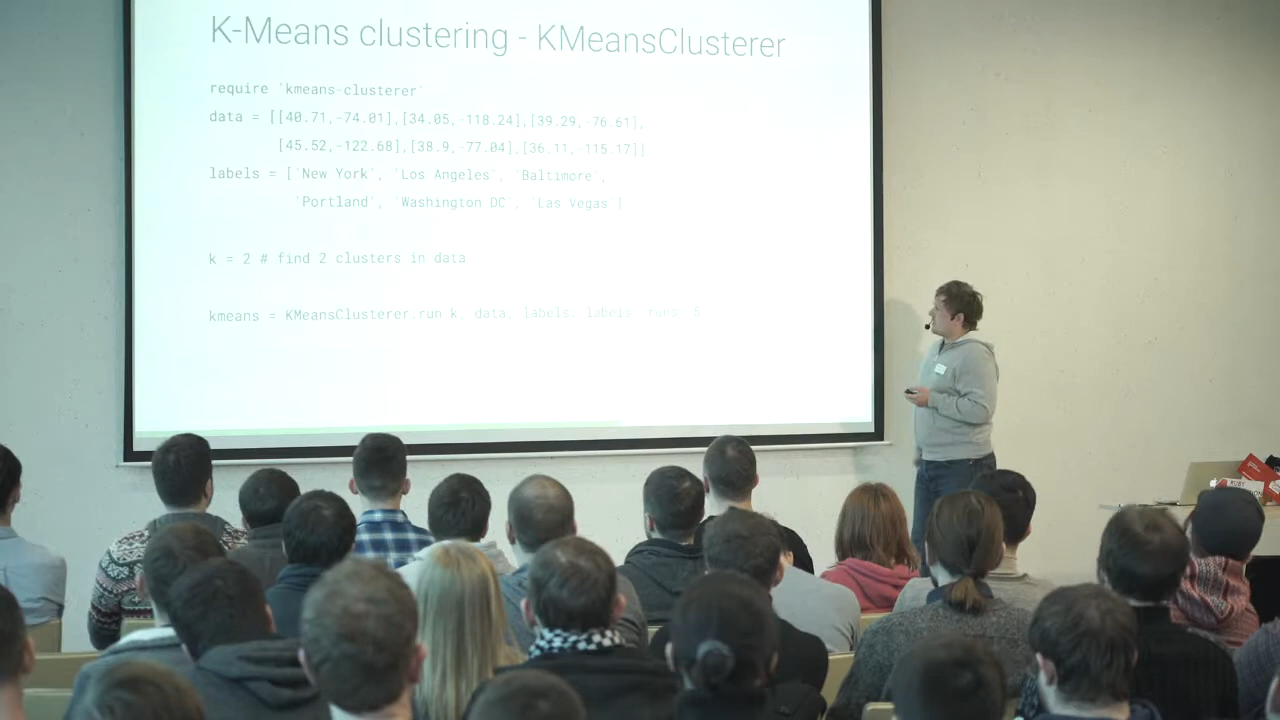 K-Means clustering - KMeansClusterer
require 'kmeans-clusterer'
data = [[40.71,-74.01],[34.05,-118.24],[39.29,-76.61],
[45.52,-122.68],[38.9,-77.04],[36.11,-115.17]]
labels = ['New York', 'Los Angeles', 'Baltimore',
'Portland', 'Washington DC', 'Las Vegas']
k = 2 # find 2 clusters in data
kmeans = KMeansClusterer.run k, data, labels: labels, runs: 5
RUBY